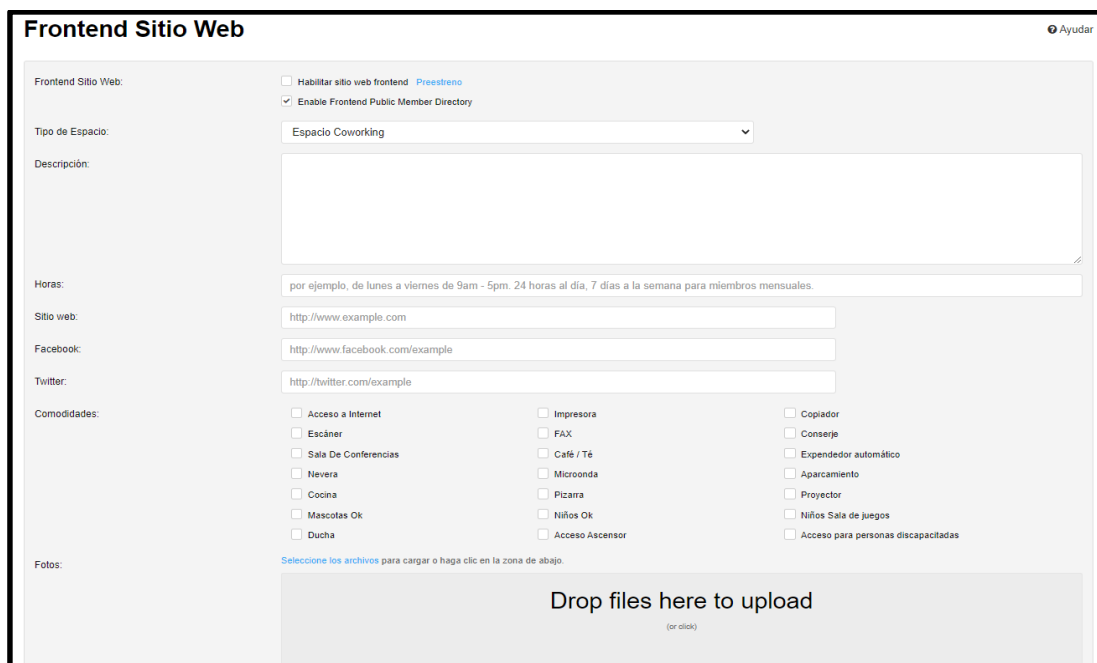 Frontend Sitio Web
Ayudar
Frontend Sitio Web:
Habilitar sitio web frontend Preestreno
Enable Frontend Public Member Directory
Tipo de Espacio:
Espacio Coworking
Descripción:
Horas:
por ejemplo, de lunes a viernes de 9am - 5pm. 24 horas al día, 7 días a la semana para miembros mensuales.
Sitio web:
http://www.example.com
Facebook:
http://www.facebook.com/example
Twitter:
http://twitter.com/example
Comodidades:
Acceso a Internet Impresora Copiador
Escáner FAX Conserje
Sala De Conferencias Café / Té Expendedor automático
Nevera Microonda Aparcamiento
Cocina Pizarra Proyector
Mascotas Ok Niños Ok Niños Sala de juegos
Ducha Acceso Ascensor Acceso para personas discapacitadas
Fotos:
Seleccione los archivos para cargar o haga clic en la zona de abajo.
Drop files here to upload
(or click)